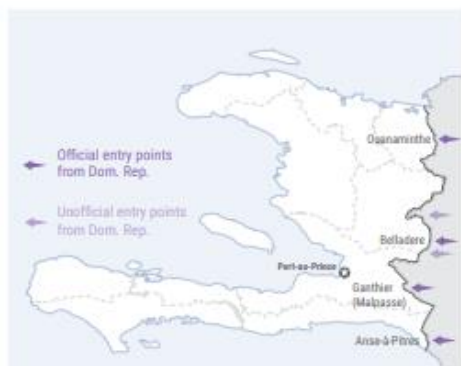 Ouanaminthe
Official entry points
from Dom. Rep.
Unofficial entry points
from Dom. Rep.
Belladere
Port-au-Prince
Ganthier
(Malpasse)
Anse-à-Pitres